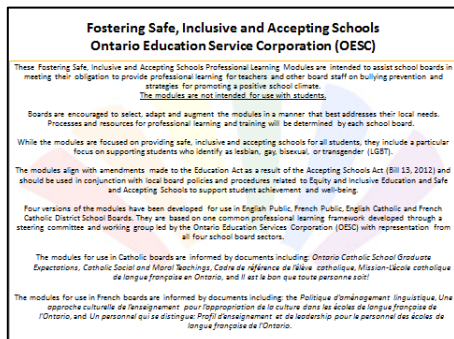 Fostering Safe, Inclusive and Accepting Schools
Ontario Education Service Corporation (OESC)
These Fostering Safe, Inclusive and Accepting Schools Professional Learning Modules are intended to assist school boards in
meeting their obligation to provide professional learning for teachers and other board staff on bullying prevention and
strategies for promoting a positive school climate.
The modules are not intended for use with students.
Boards are encouraged to select, adapt and augment the modules in a manner that best addresses their local needs.
Processes and resources for professional learning and training will be determined by each school board.
While the modules are focused on providing safe, inclusive and accepting schools for all students, they include a particular
focus on supporting students who identify as lesbian, gay, bisexual, or transgender (LGBT).
The modules align with amendments made to the Education Act as a result of the Accepting Schools Act (Bill 13, 2012) and
should be used in conjunction with local board policies and procedures related to Equity and Inclusive Education and Safe
and Accepting Schools to support student achievement and well-being.
Four versions of the modules have been developed for use in English Public, French Public, English Catholic and French
Catholic District School Boards. They are based on one common professional learning framework developed through a
steering committee and working group led by the Ontario Education Services Corporation (OESC) with representation from
all four school board sectors.
The modules for use in Catholic boards are informed by documents including: Ontario Catholic School Graduate
Expectations, Catholic Social and Moral Teachings, Cadre de référence de l'élève catholique, Mission-L'école catholique
de langue française en Ontario, and Il est bon que toute personne soit!
The modules for use in French boards are informed by documents including: the Politique d'aménagement linguistique, Une
approche culturelle de l'enseignement pour l'appropriation de la culture dans les écoles de langue française de
l'Ontario, and Un personnel qui se distingue: Profil d'enseignement et de leadership pour le personnel des écoles de
langue française de l'Ontario.